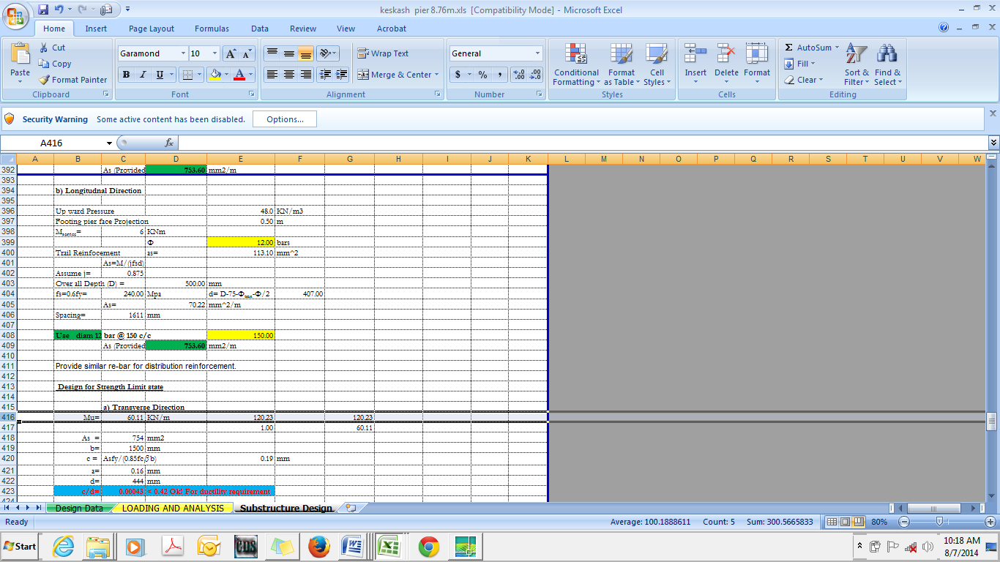 keskash pier 8.76m.xls [Compatibility Mode] - Microsoft Excel
Home Insert Page Layout Formulas Data Review View Acrobat
Paste Cut Copy Format Painter Clipboard
Garamond 10 A A B I U A Font
Wrap Text Merge & Center Alignment
General $ % , .0 .00 .00 .0 Number
Conditional Formatting Format as Table Cell Styles Styles
Insert Delete Format Cells
Σ AutoSum Fill Clear Sort & Filter Find & Select Editing
Security Warning Some active content has been disabled. Options...
A416 fx
A B C D E F G H I J K L M N O P Q R S T U V W
392 As (Provided 753.60 mm2/m
393
394 b) Longitudnal Direction
395
396 Up ward Pressure 48.0 KN/m3
397 Footing pier face Projection 0.50 m
398 Mservice= 6 KNm
399 Φ 12.00 bars
400 Trail Reinfocement as= 113.10 mm^2
401 As=M/(jfsd)
402 Assume j= 0.875
403 Over all Depth (D) = 500.00 mm
404 fs=0.6fy= 240.00 Mpa d= D-75-Φ -Φ/2 407.00
405 As= 70.22 mm^2/m
406 Spacing= 1611 mm
407
408 Use diam 12 bar @ 150 c/c 150.00
409 As (Provided 753.60 mm2/m
410
411 Provide similar re-bar for distribution reinforcement.
412
413 Design for Strength Limit state
414
415 a) Transverse Direction
416 Mu= 60.11 KN/m 120.23 120.23
417 1.00 60.11
418 As = 754 mm2
419 b= 1500 mm
420 c = Asfy/(0.85fcβb) 0.19 mm
421 a= 0.16 mm
422 d= 444 mm
423 c/d= 0.00043 < 0.42 Ok! For ductility requirement
424
Design Data LOADING AND ANALYSIS Substructure Design
Ready Average: 100.1888611 Count: 5 Sum: 300.5665833 80%
Start 10:18 AM
8/7/2014